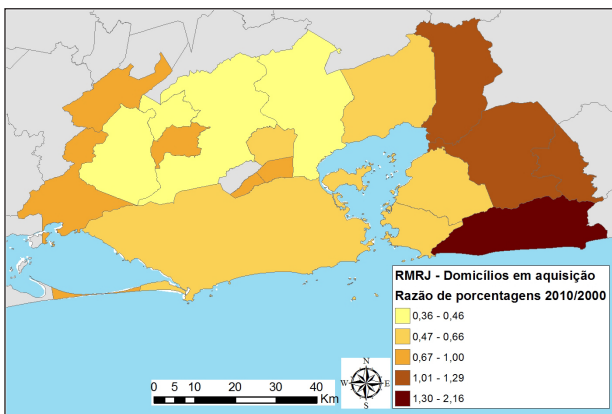 RMRJ - Domicílios em aquisição
Razão de porcentagens 2010/2000
0,36 - 0,46
0,47 - 0,66
0,67 - 1,00
1,01 - 1,29
1,30 - 2,16
N
W E
S
0 5 10 20 30 40
Km